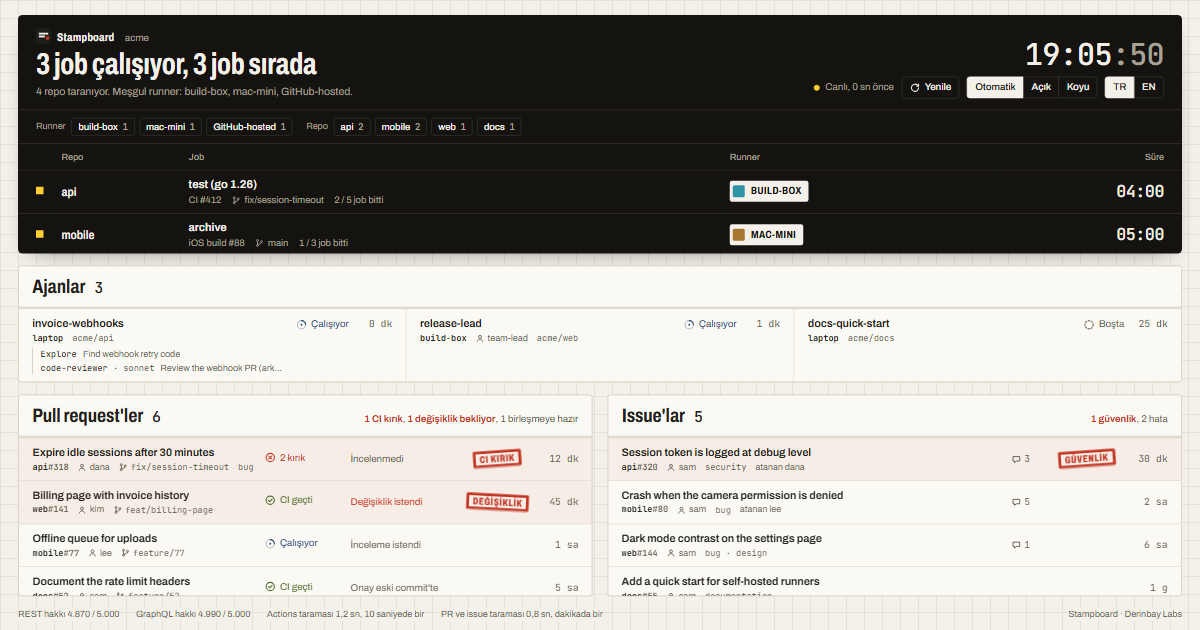 Stampboard acme
3 job çalışıyor, 3 job sırada
4 repo taranıyor. Meşgul runner: build-box, mac-mini, GitHub-hosted.
19:05:50
Canlı, 0 sn önce Yenile Otomatik Açık Koyu TR EN
Runner build-box 1 mac-mini 1 GitHub-hosted 1 Repo api 2 mobile 2 web 1 docs 1
Repo Job Runner Süre
api test (go 1.26) BUILD-BOX 04:00
CI #412 fix/session-timeout 2 / 5 job bitti
mobile archive MAC-MINI 05:00
iOS build #88 main 1 / 3 job bitti
Ajanlar 3
invoice-webhooks Çalışıyor 0 dk
laptop acme/api
Explore Find webhook retry code
code-reviewer · sonnet Review the webhook PR (ark...
release-lead Çalışıyor 1 dk
build-box team-lead acme/web
docs-quick-start Boşta 25 dk
laptop acme/docs
Pull request'ler 6 1 CI kırık, 1 değişiklik bekliyor, 1 birleşmeye hazır
Expire idle sessions after 30 minutes 2 kırık İncelenmedi CI KIRIK 12 dk
api#318 dana fix/session-timeout bug
Billing page with invoice history CI geçti Değişiklik istendi DEĞİŞİKLİK 45 dk
web#141 kim feat/billing-page
Offline queue for uploads Çalışıyor İnceleme istendi 1 sa
mobile#77 lee feature/77
Document the rate limit headers CI geçti Onay eski commit'te 5 sa
Issue'lar 5 1 güvenlik, 2 hata
Session token is logged at debug level 3 GÜVENLİK 30 dk
api#320 sam security atanan dana
Crash when the camera permission is denied 5 2 sa
mobile#80 sam bug atanan lee
Dark mode contrast on the settings page 1 6 sa
web#144 sam bug · design
Add a quick start for self-hosted runners 1 g
REST hakkı 4.870 / 5.000 GraphQL hakkı 4.990 / 5.000 Actions taraması 1,2 sn, 10 saniyede bir PR ve issue taraması 0,8 sn, dakikada bir Stampboard · Derinbay Labs